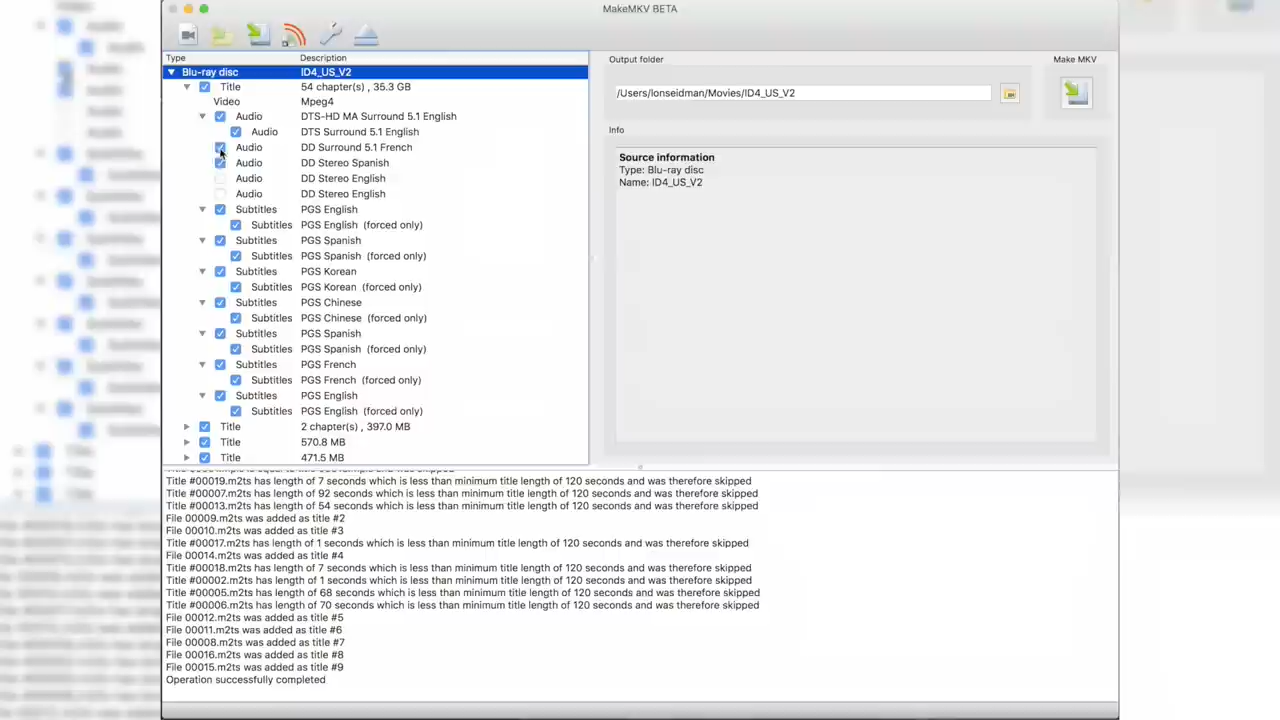 MakeMKV BETA
Type Description
Blu-ray disc ID4_US_V2
Title 54 chapter(s) , 35.3 GB
Video Mpeg4
Audio DTS-HD MA Surround 5.1 English
Audio DTS Surround 5.1 English
Audio DD Surround 5.1 French
Audio DD Stereo Spanish
Audio DD Stereo English
Audio DD Stereo English
Subtitles PGS English
Subtitles PGS English (forced only)
Subtitles PGS Spanish
Subtitles PGS Spanish (forced only)
Subtitles PGS Korean
Subtitles PGS Korean (forced only)
Subtitles PGS Chinese
Subtitles PGS Chinese (forced only)
Subtitles PGS Spanish
Subtitles PGS Spanish (forced only)
Subtitles PGS French
Subtitles PGS French (forced only)
Subtitles PGS English
Subtitles PGS English (forced only)
Title 2 chapter(s) , 397.0 MB
Title 570.8 MB
Title 471.5 MB
Output folder
Make MKV
/Users/lonseidman/Movies/ID4_US_V2
Info
Source information
Type: Blu-ray disc
Name: ID4_US_V2
Title #00019.m2ts has length of 7 seconds which is less than minimum title length of 120 seconds and was therefore skipped
Title #00007.m2ts has length of 92 seconds which is less than minimum title length of 120 seconds and was therefore skipped
Title #00013.m2ts has length of 54 seconds which is less than minimum title length of 120 seconds and was therefore skipped
File 00009.m2ts was added as title #2
File 00010.m2ts was added as title #3
Title #00017.m2ts has length of 1 seconds which is less than minimum title length of 120 seconds and was therefore skipped
File 00014.m2ts was added as title #4
Title #00018.m2ts has length of 7 seconds which is less than minimum title length of 120 seconds and was therefore skipped
Title #00002.m2ts has length of 1 seconds which is less than minimum title length of 120 seconds and was therefore skipped
Title #00005.m2ts has length of 68 seconds which is less than minimum title length of 120 seconds and was therefore skipped
Title #00006.m2ts has length of 70 seconds which is less than minimum title length of 120 seconds and was therefore skipped
File 00012.m2ts was added as title #5
File 00011.m2ts was added as title #6
File 00008.m2ts was added as title #7
File 00016.m2ts was added as title #8
File 00015.m2ts was added as title #9
Operation successfully completed